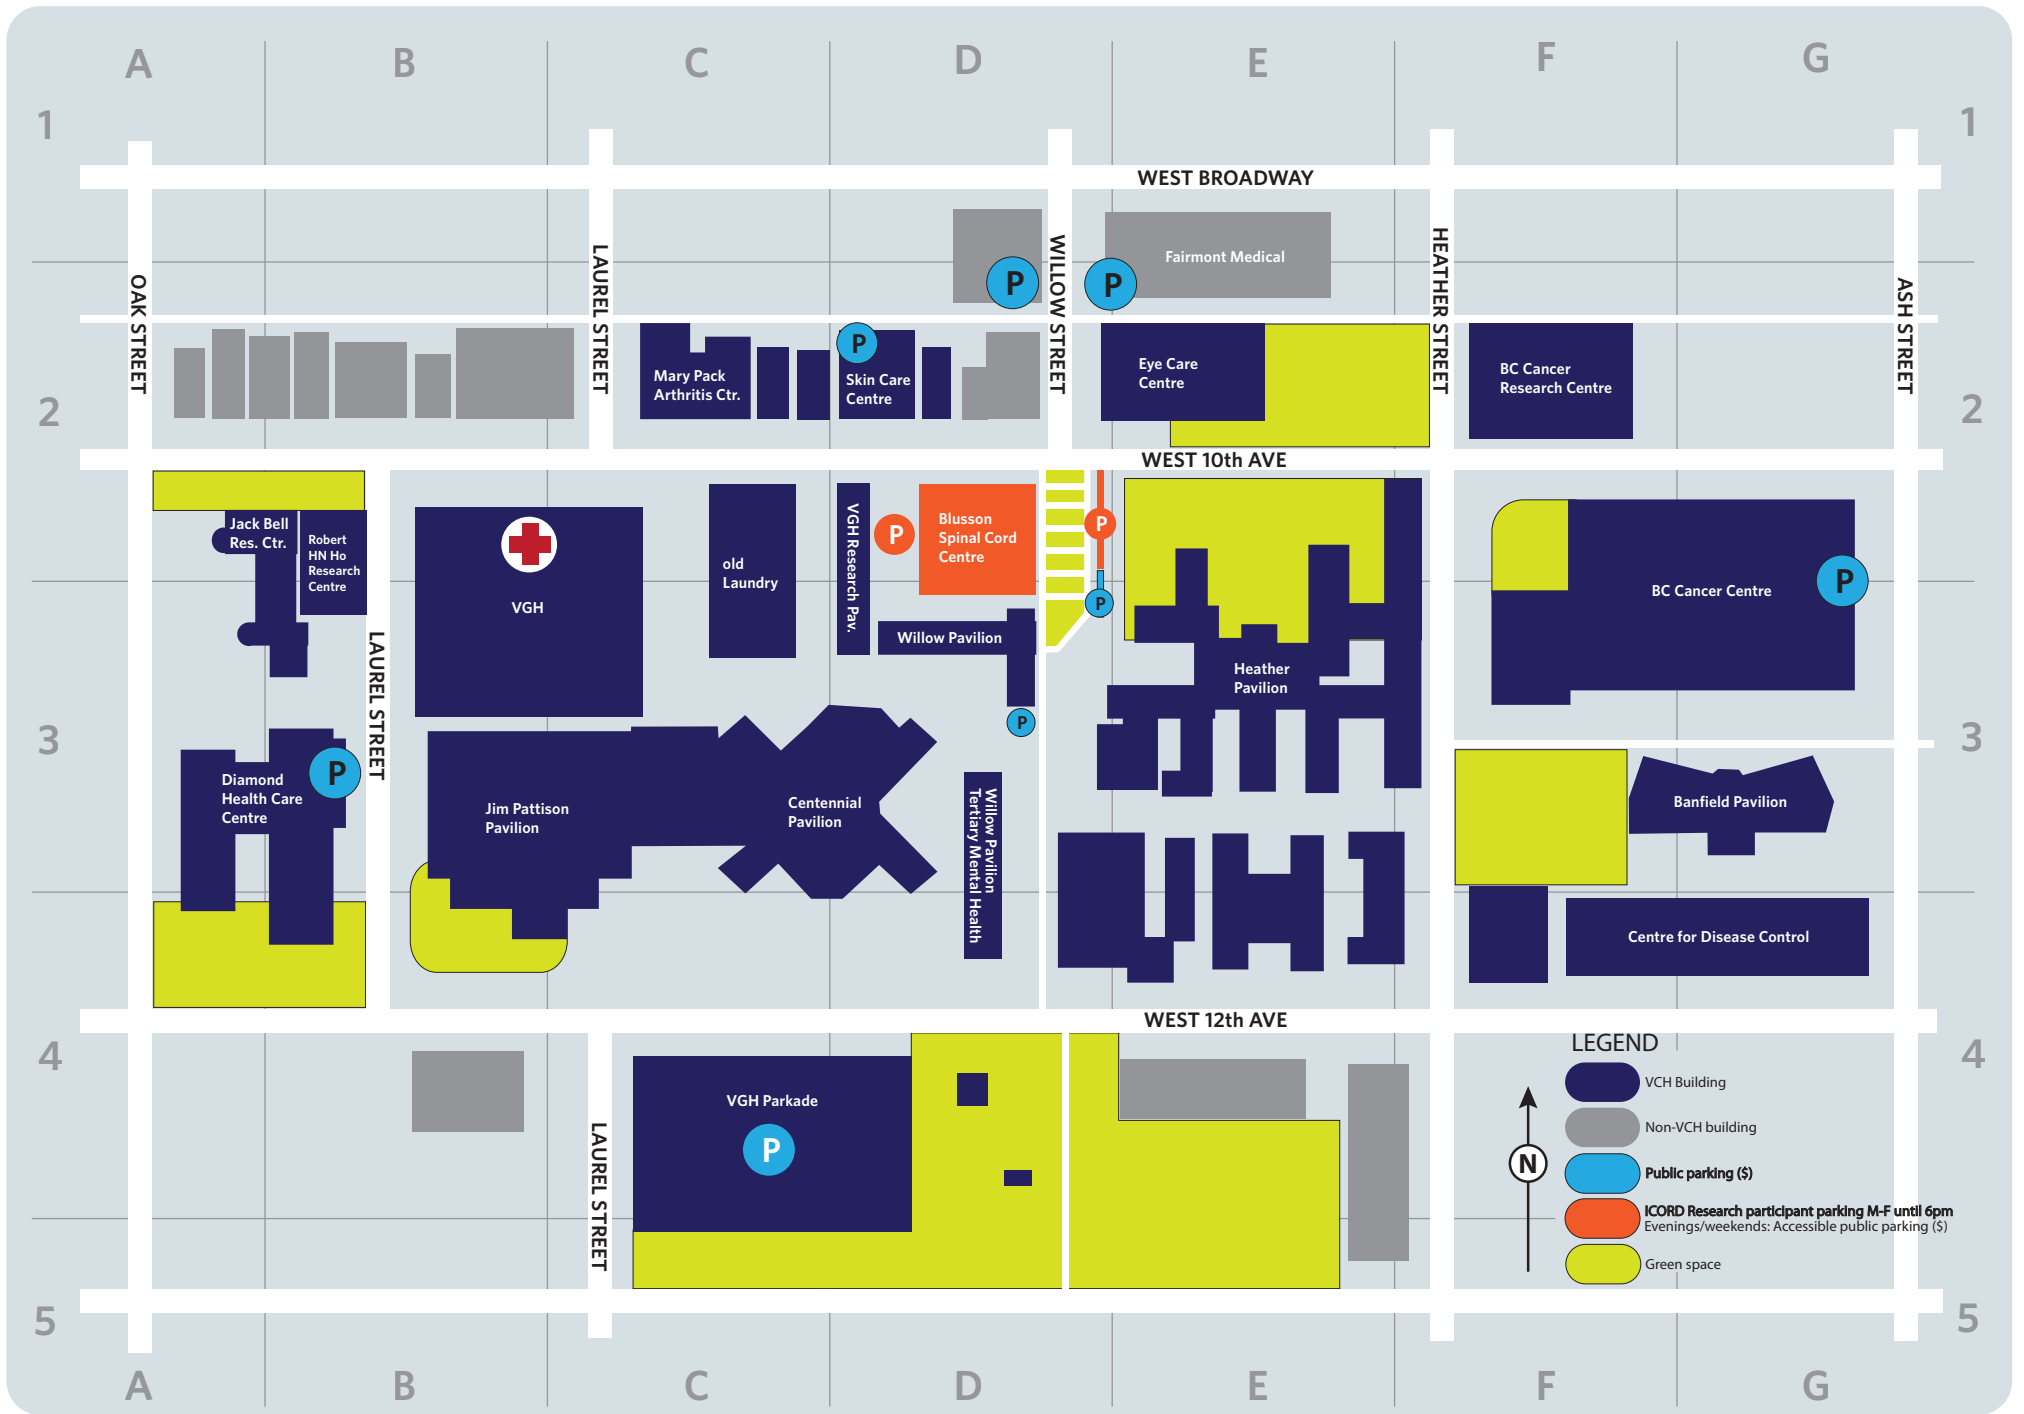 A B C D E F G
1 1
WEST BROADWAY
Fairmont Medical
P P
OAK STREET
LAUREL STREET
WILLOW STREET
HEATHER STREET
ASH STREET
P
Mary Pack
Arthritis Ctr.
Skin Care
Centre
Eye Care
Centre
BC Cancer
Research Centre
2 2
WEST 10th AVE
Jack Bell
Res. Ctr.
Robert
HN Ho
Research
Centre
VGH
old
Laundry
VGH Research Pav.
P
Blusson
Spinal Cord
Centre
P
P
Willow Pavilion
P
Heather
Pavilion
BC Cancer Centre
P
LAUREL STREET
3 3
Diamond
Health Care
Centre
P
Jim Pattison
Pavilion
Centennial
Pavilion
Willow Pavilion
Tertiary Mental Health
Banfield Pavilion
Centre for Disease Control
WEST 12th AVE
4 4
VGH Parkade
P
LAUREL STREET
LEGEND
VCH Building
Non-VCH building
Public parking ($)
ICORD Research participant parking M-F until 6pm
Evenings/weekends: Accessible public parking ($)
Green space
N
5 5
A B C D E F G